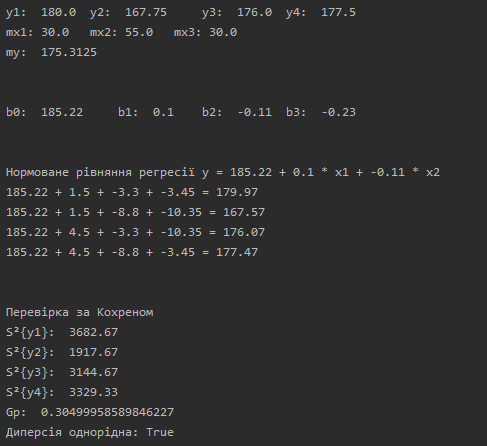 y1:  180.0  y2:  167.75     y3:  176.0  y4:  177.5
mx1: 30.0   mx2: 55.0   mx3: 30.0
my:  175.3125
b0:  185.22     b1:  0.1    b2:  -0.11  b3:  -0.23
Нормоване рівняння регресії y = 185.22 + 0.1 * x1 + -0.11 * x2
185.22 + 1.5 + -3.3 + -3.45 = 179.97
185.22 + 1.5 + -8.8 + -10.35 = 167.57
185.22 + 4.5 + -3.3 + -10.35 = 176.07
185.22 + 4.5 + -8.8 + -3.45 = 177.47
Перевірка за Кохреном
S²{y1}:  3682.67
S²{y2}:  1917.67
S²{y3}:  3144.67
S²{y4}:  3329.33
Gp:  0.30499958589846227
Диперсія однорідна: True